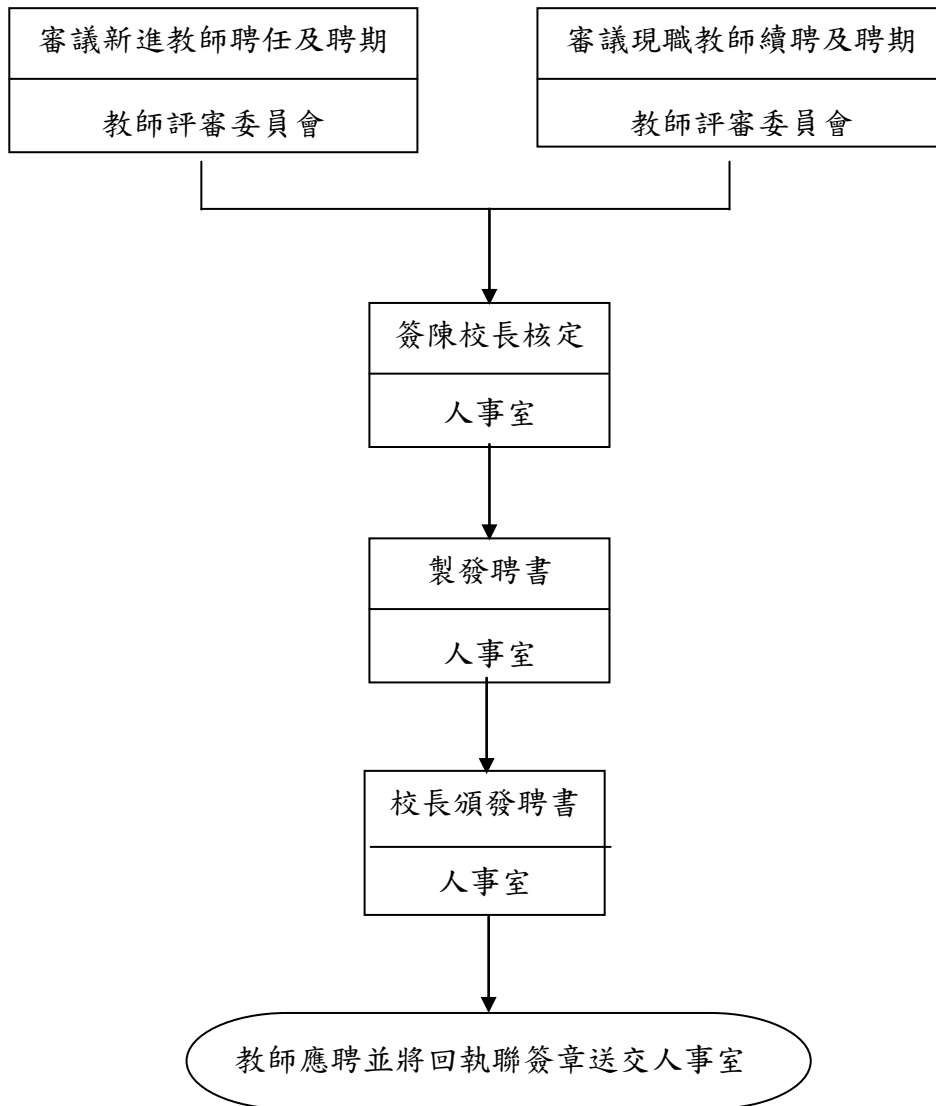 審議新進教師聘任及聘期
教師評審委員會
審議現職教師續聘及聘期
教師評審委員會
簽陳校長核定
人事室
製發聘書
人事室
校長頒發聘書
人事室
教師應聘並將回執聯簽章送交人事室